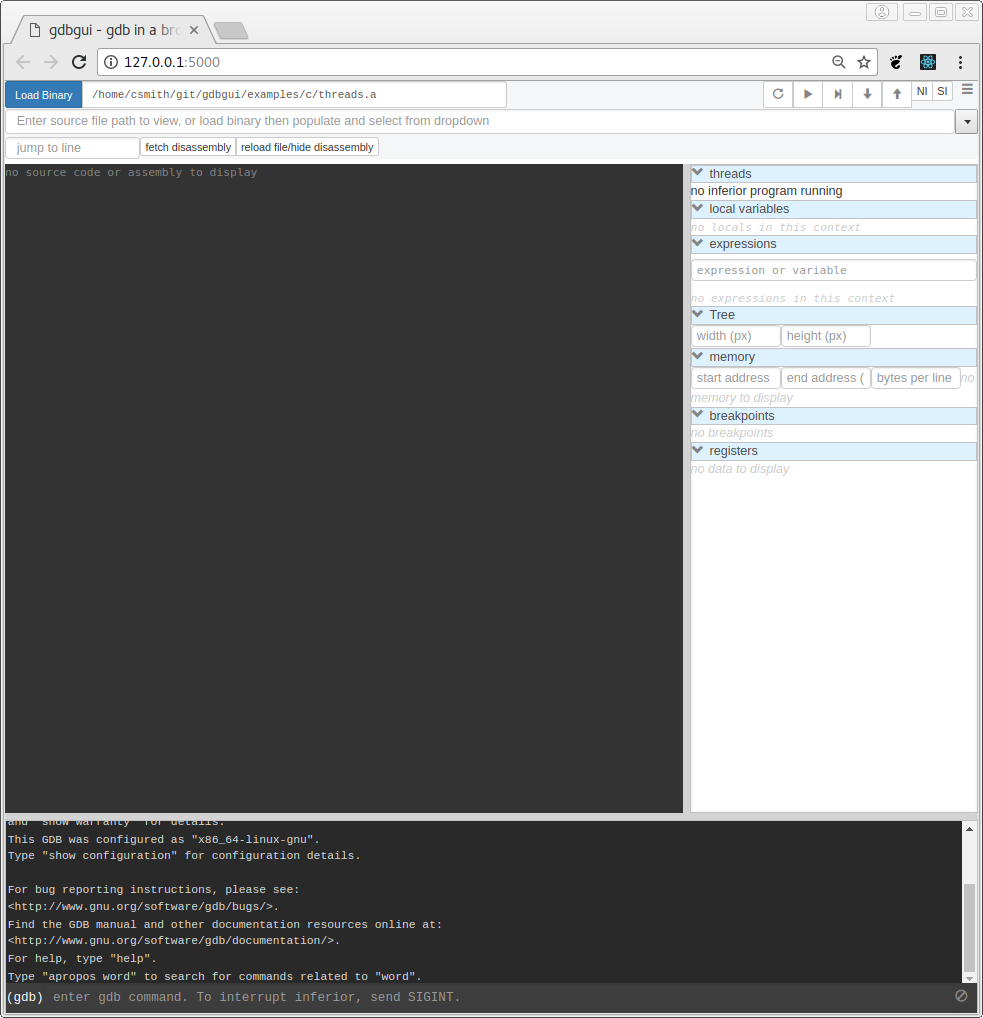 gdbgui - gdb in a bro
127.0.0.1:5000
Load Binary /home/csmith/git/gdbgui/examples/c/threads.a NI SI
Enter source file path to view, or load binary then populate and select from dropdown
jump to line fetch disassembly reload file/hide disassembly
no source code or assembly to display
threads
no inferior program running
local variables
no locals in this context
expressions
expression or variable
no expressions in this context
Tree
width (px) height (px)
memory
start address end address ( bytes per line no
memory to display
breakpoints
no breakpoints
registers
no data to display
and "show warranty" for details.
This GDB was configured as "x86_64-linux-gnu".
Type "show configuration" for configuration details.
For bug reporting instructions, please see:
<http://www.gnu.org/software/gdb/bugs/>.
Find the GDB manual and other documentation resources online at:
<http://www.gnu.org/software/gdb/documentation/>.
For help, type "help".
Type "apropos word" to search for commands related to "word".
(gdb) enter gdb command. To interrupt inferior, send SIGINT.